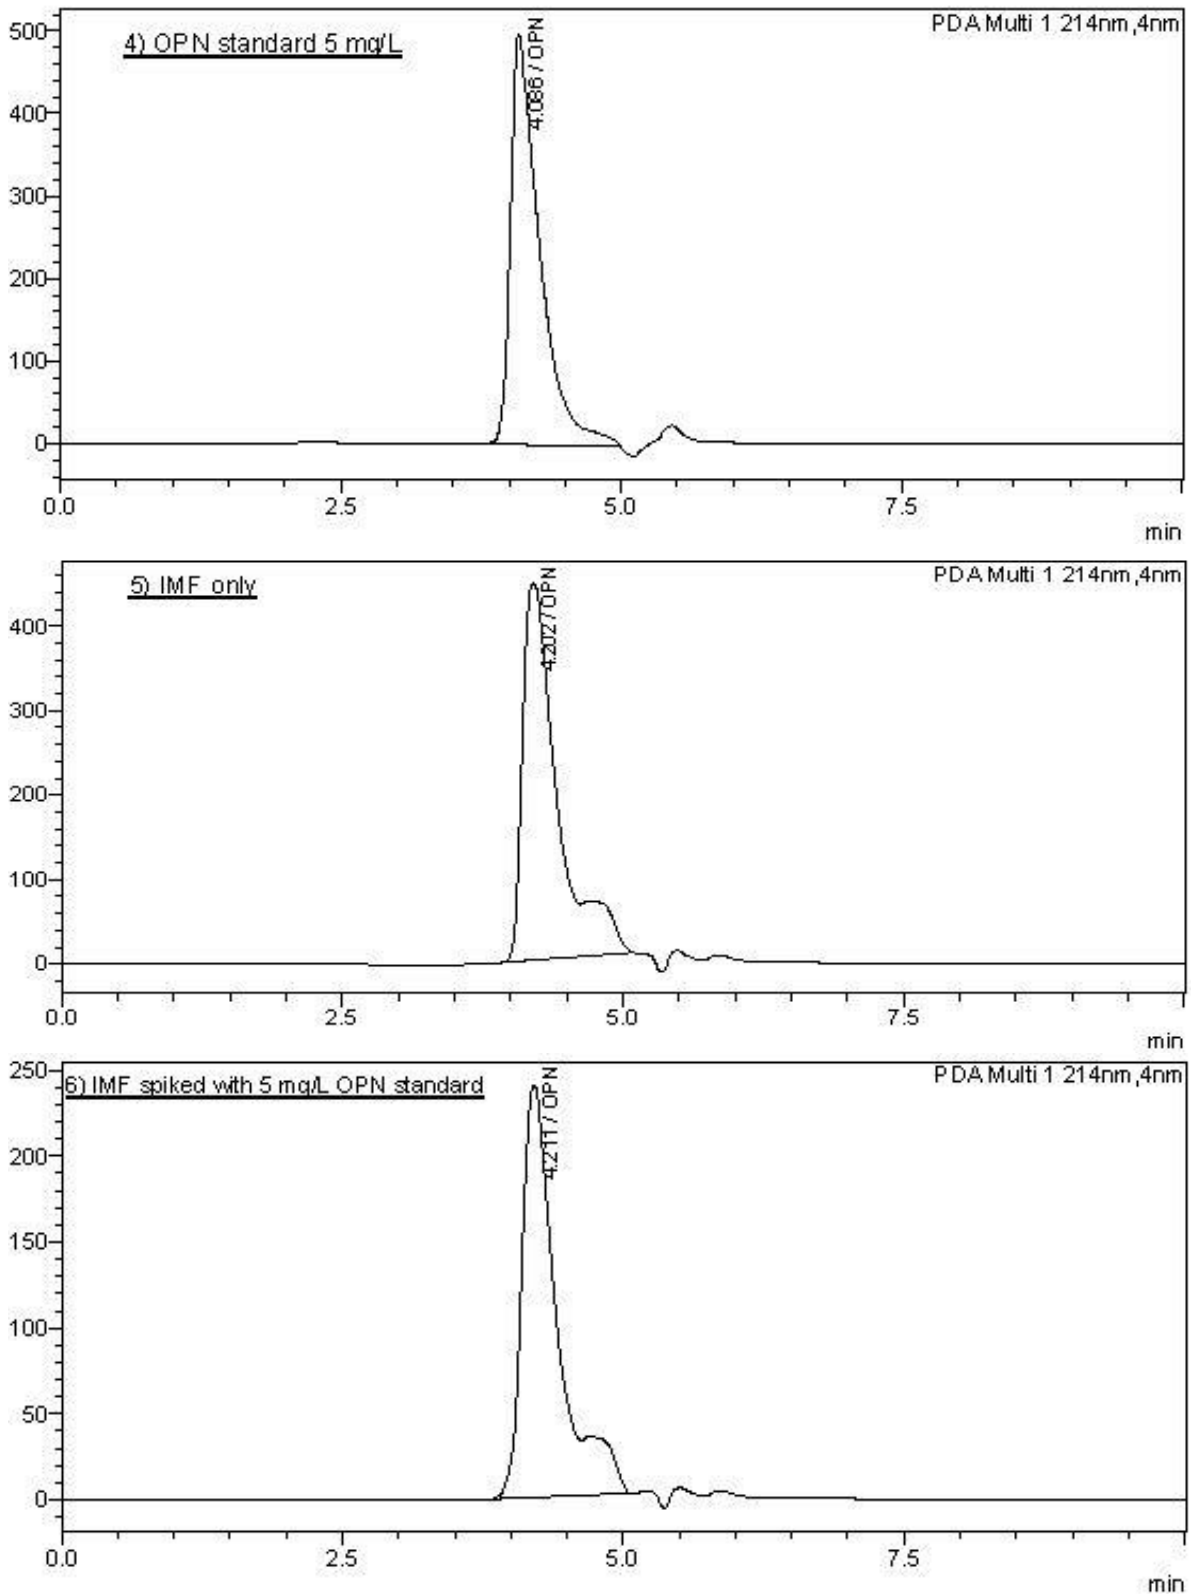 PDA Multi 1 214nm,4nm
4) OPN standard 5 mg/L
4.086 / OPN
500
400
300
200
100
0
0.0 2.5 5.0 7.5
min
PDA Multi 1 214nm,4nm
5) IMF only
4.202 / OPN
400
300
200
100
0
0.0 2.5 5.0 7.5
min
PDA Multi 1 214nm,4nm
6) IMF spiked with 5 mg/L OPN standard
4.211 / OPN
250
200
150
100
50
0
0.0 2.5 5.0 7.5
min